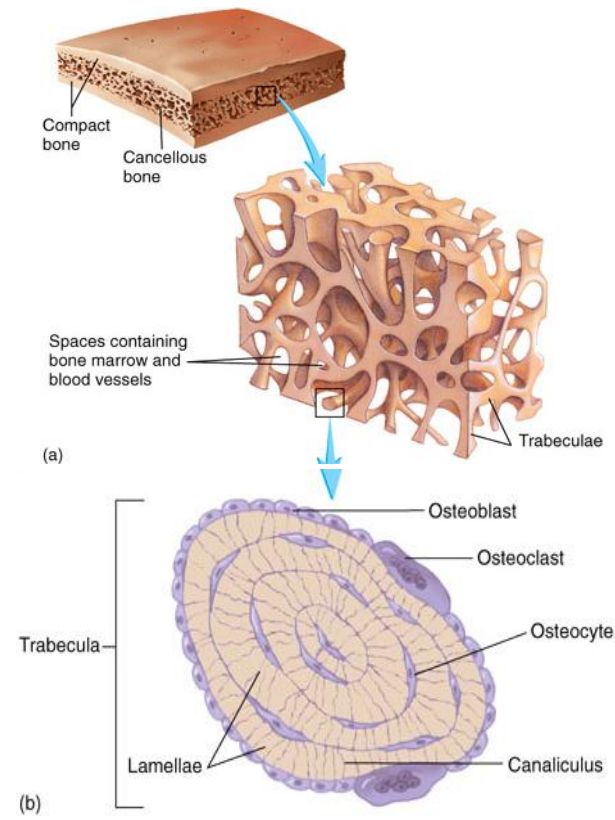 Compact
bone
Cancellous
bone
Spaces containing
bone marrow and
blood vessels
Trabeculae
(a)
Osteoblast
Osteoclast
Osteocyte
Trabecula
Lamellae
Canaliculus
(b)